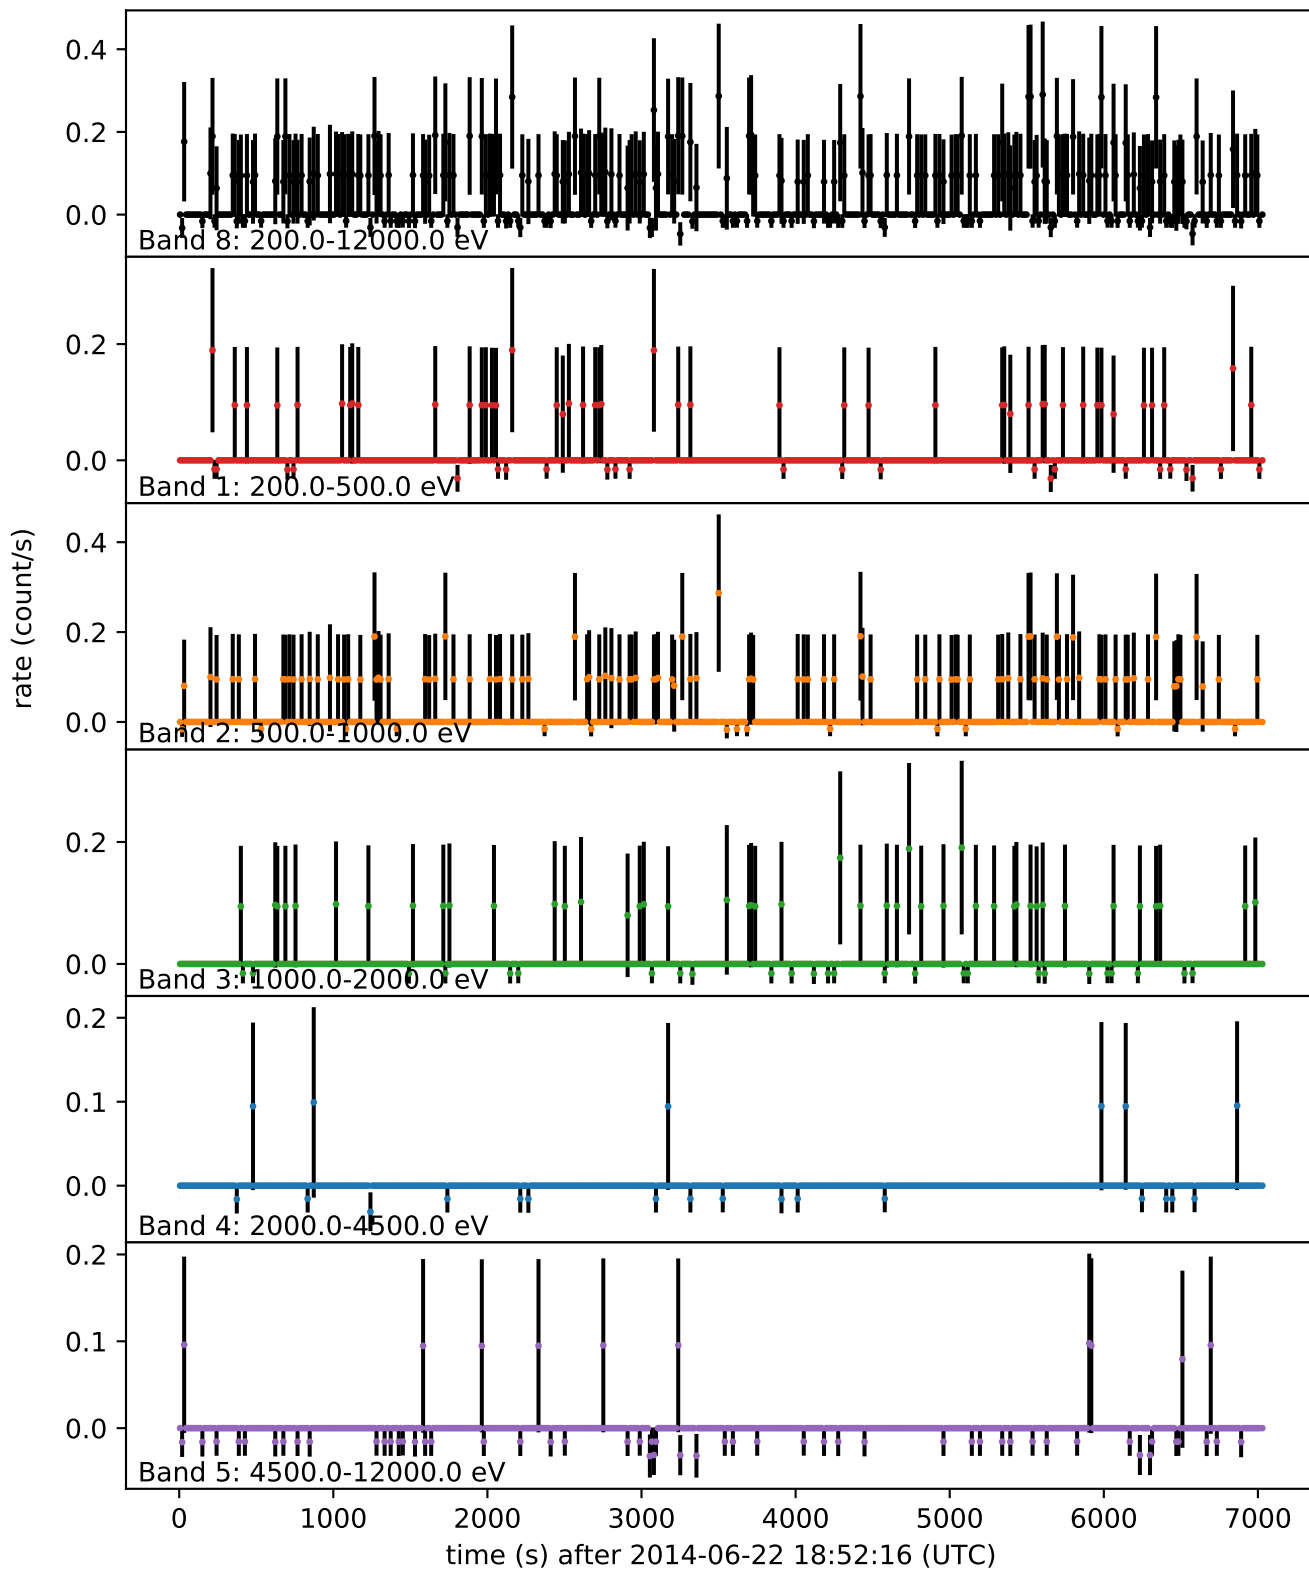 0.4
0.2
0.0
Band 8: 200.0-12000.0 eV
0.2
0.0
Band 1: 200.0-500.0 eV
0.4
0.2
0.0
Band 2: 500.0-1000.0 eV
rate (count/s)
0.2
0.0
Band 3: 1000.0-2000.0 eV
0.2
0.1
0.0
Band 4: 2000.0-4500.0 eV
0.2
0.1
0.0
Band 5: 4500.0-12000.0 eV
0 1000 2000 3000 4000 5000 6000 7000
time (s) after 2014-06-22 18:52:16 (UTC)